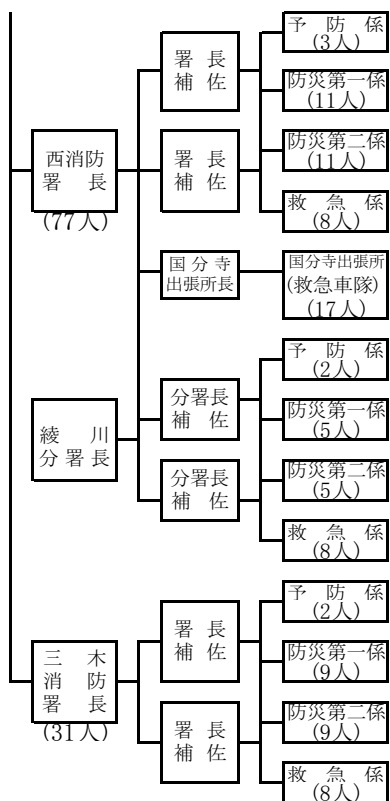 予防係
(3人)
署長
補佐
防災第一係
(11人)
西消防
署長
(77人)
署長
補佐
防災第二係
(11人)
救急係
(8人)
国分寺
出張所長
国分寺出張所
(救急車隊)
(17人)
綾川
分署長
分署長
補佐
予防係
(2人)
防災第一係
(5人)
分署長
補佐
防災第二係
(5人)
救急係
(8人)
三木
消防
署長
(31人)
署長
補佐
予防係
(2人)
防災第一係
(9人)
署長
補佐
防災第二係
(9人)
救急係
(8人)